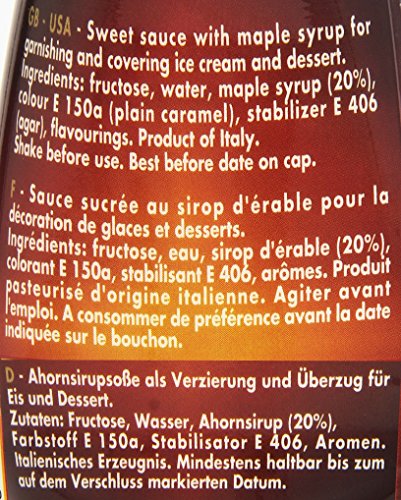 GB - USA - Sweet sauce with maple syrup for
garnishing and covering ice cream and dessert.
Ingredients: fructose, water, maple syrup (20%),
colour E 150a (plain caramel), stabilizer E 406
(agar), flavourings. Product of Italy.
Shake before use. Best before date on cap.
F - Sauce sucrée au sirop d'érable pour la
décoration de glaces et desserts.
Ingrédients: fructose, eau, sirop d'érable (20%),
colorant E 150a, stabilisant E 406, arômes. Produit
pasteurisé d'origine italienne. Agiter avant
l'emploi. A consommer de préférence avant la date
indiquée sur le bouchon.
D - Ahornsirupsoße als Verzierung und Überzug für
Eis und Dessert.
Zutaten: Fructose, Wasser, Ahornsirup (20%),
Farbstoff E 150a, Stabilisator E 406, Aromen.
Italienisches Erzeugnis. Mindestens haltbar bis zum
auf dem Verschluss markierten Datum.